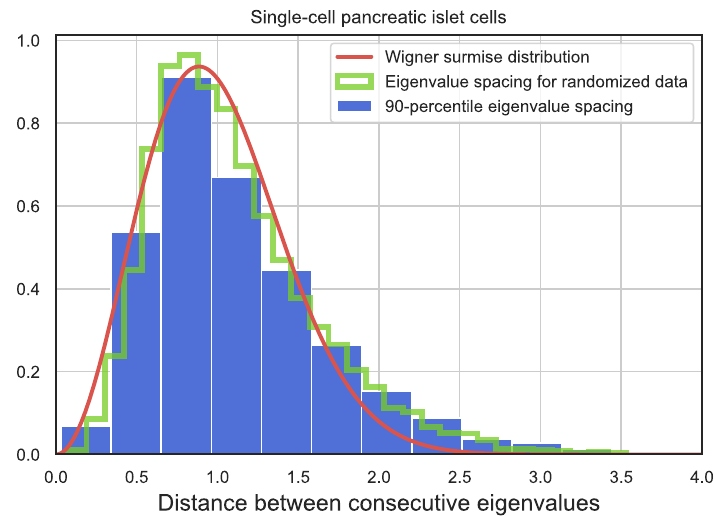 Single-cell pancreatic islet cells
Wigner surmise distribution
Eigenvalue spacing for randomized data
90-percentile eigenvalue spacing
1.0
0.8
0.6
0.4
0.2
0.0
0.0 0.5 1.0 1.5 2.0 2.5 3.0 3.5 4.0
Distance between consecutive eigenvalues